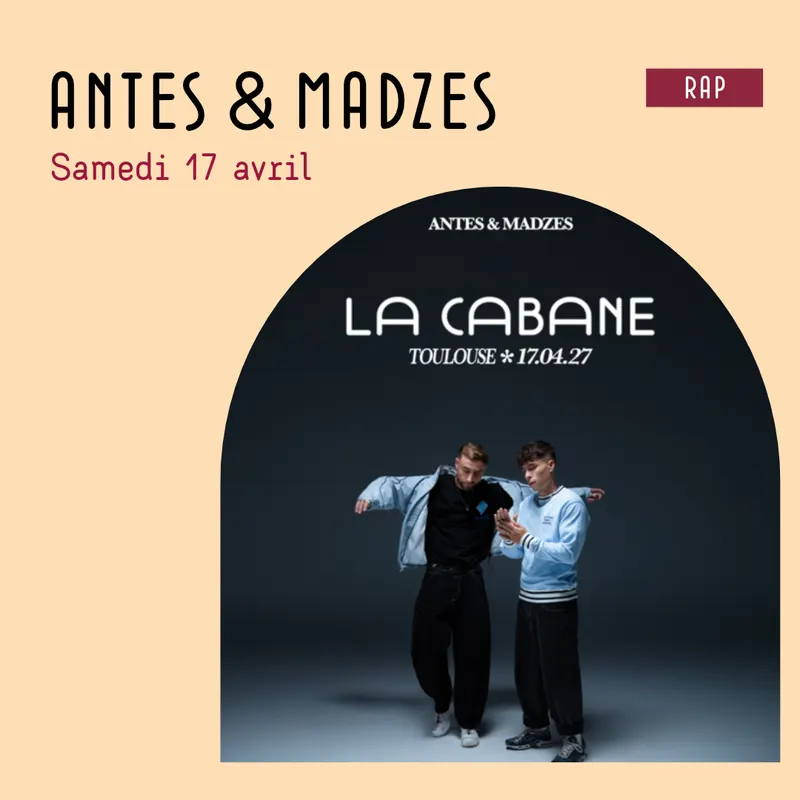 ANTES & MADZES
RAP
Samedi 17 avril
ANTES & MADZES
LA CABANE
TOULOUSE * 17.04.27